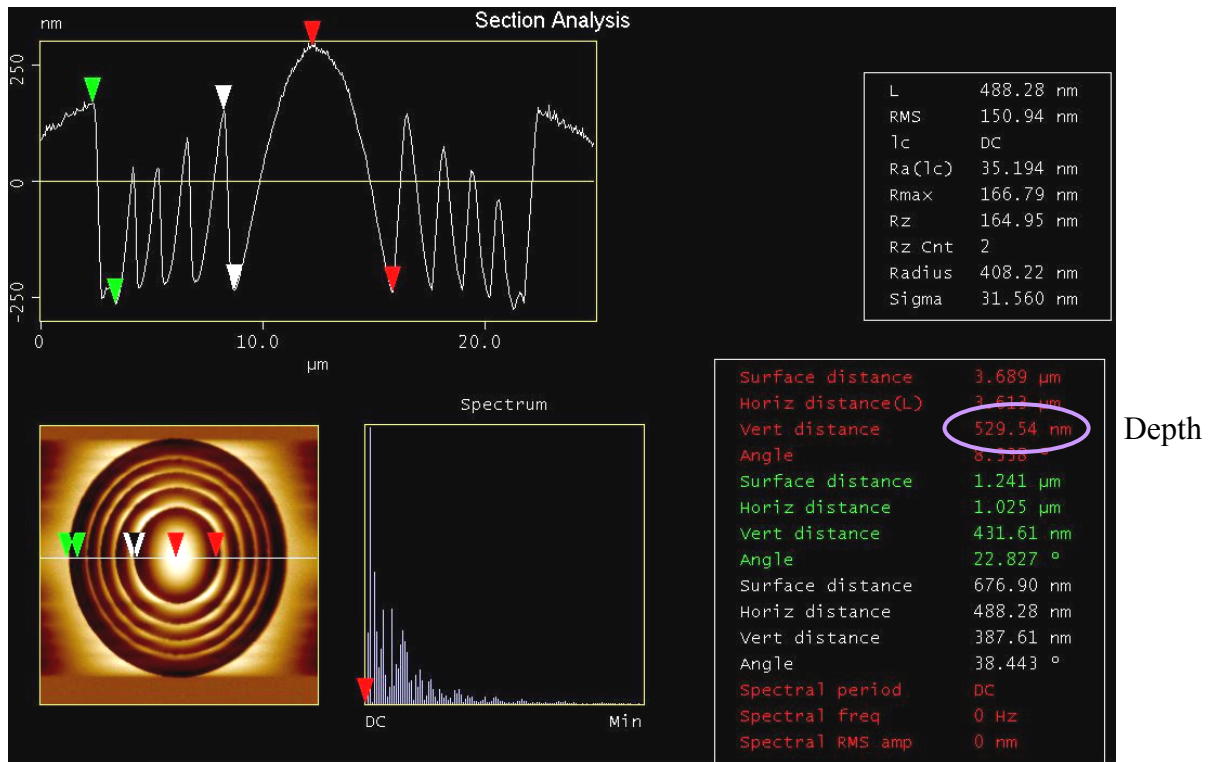 Section Analysis
nm
250
0
-250
0 10.0 20.0
µm
L 488.28 nm
RMS 150.94 nm
lc DC
Ra(lc) 35.194 nm
Rmax 166.79 nm
Rz 164.95 nm
Rz Cnt 2
Radius 408.22 nm
Sigma 31.560 nm
Spectrum
DC Min
Surface distance 3.689 µm
Horiz distance(L) 3.613 µm
Vert distance 529.54 nm
Depth
Angle 8.338 °
Surface distance 1.241 µm
Horiz distance 1.025 µm
Vert distance 431.61 nm
Angle 22.827 °
Surface distance 676.90 nm
Horiz distance 488.28 nm
Vert distance 387.61 nm
Angle 38.443 °
Spectral period DC
Spectral freq 0 Hz
Spectral RMS amp 0 nm